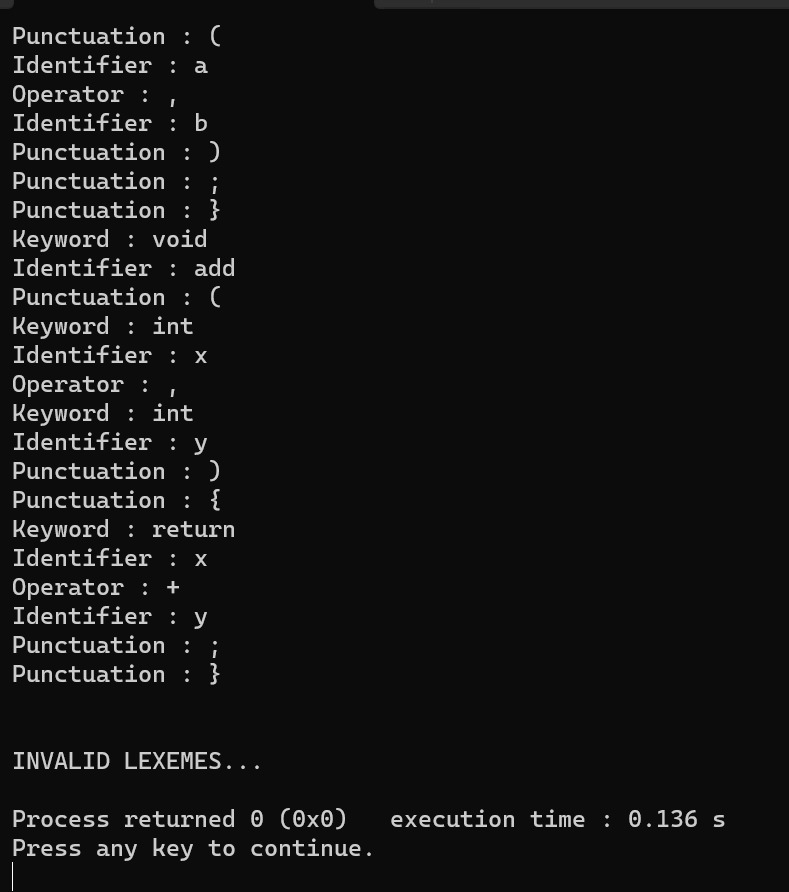 Punctuation : (
Identifier : a
Operator : ,
Identifier : b
Punctuation : )
Punctuation : ;
Punctuation : }
Keyword : void
Identifier : add
Punctuation : (
Keyword : int
Identifier : x
Operator : ,
Keyword : int
Identifier : y
Punctuation : )
Punctuation : {
Keyword : return
Identifier : x
Operator : +
Identifier : y
Punctuation : ;
Punctuation : }
INVALID LEXEMES...
Process returned 0 (0x0)   execution time : 0.136 s
Press any key to continue.